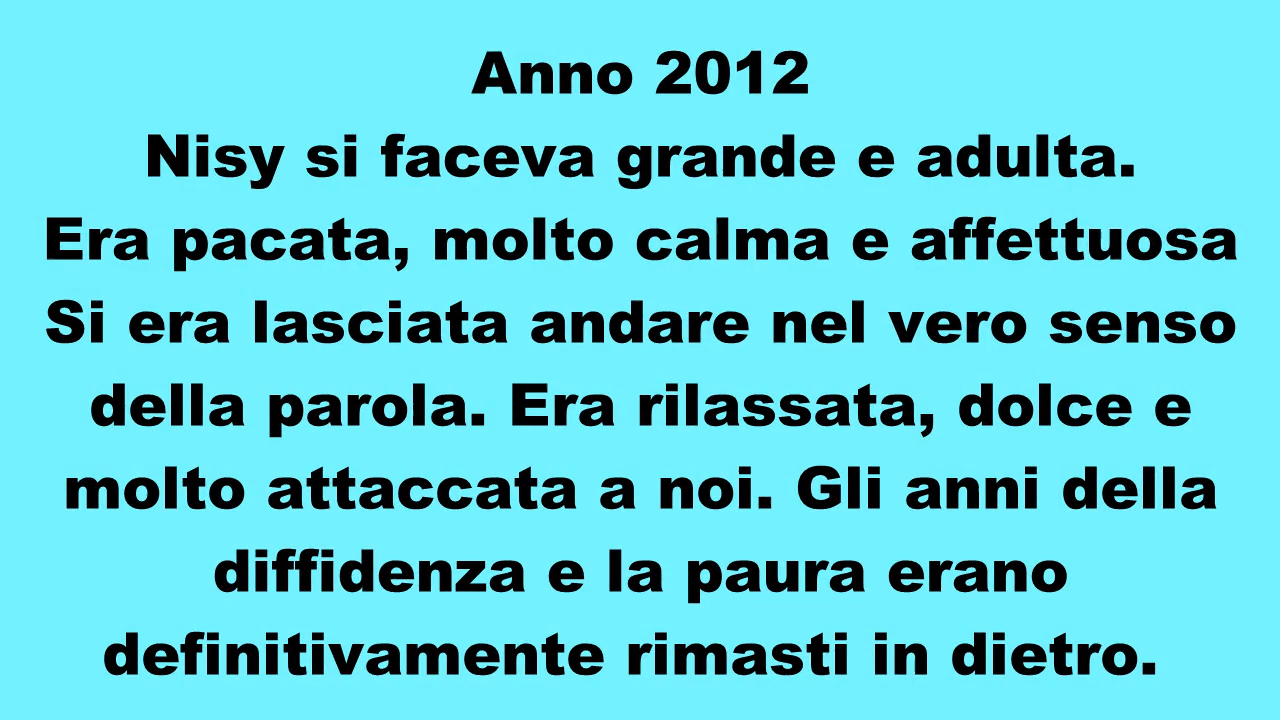 Anno 2012
Nisy si faceva grande e adulta.
Era pacata, molto calma e affettuosa
Si era lasciata andare nel vero senso
della parola. Era rilassata, dolce e
molto attaccata a noi. Gli anni della
diffidenza e la paura erano
definitivamente rimasti in dietro.